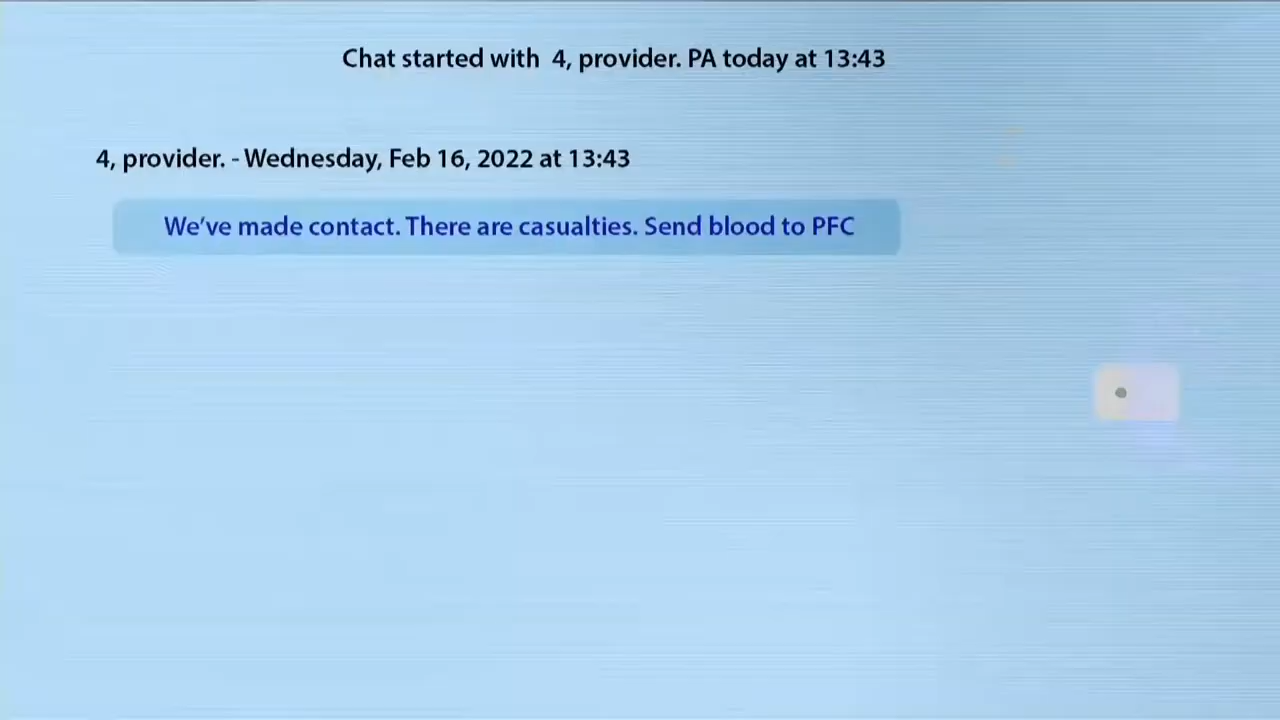 Chat started with  4, provider. PA today at 13:43
4, provider. - Wednesday, Feb 16, 2022 at 13:43
We’ve made contact. There are casualties. Send blood to PFC